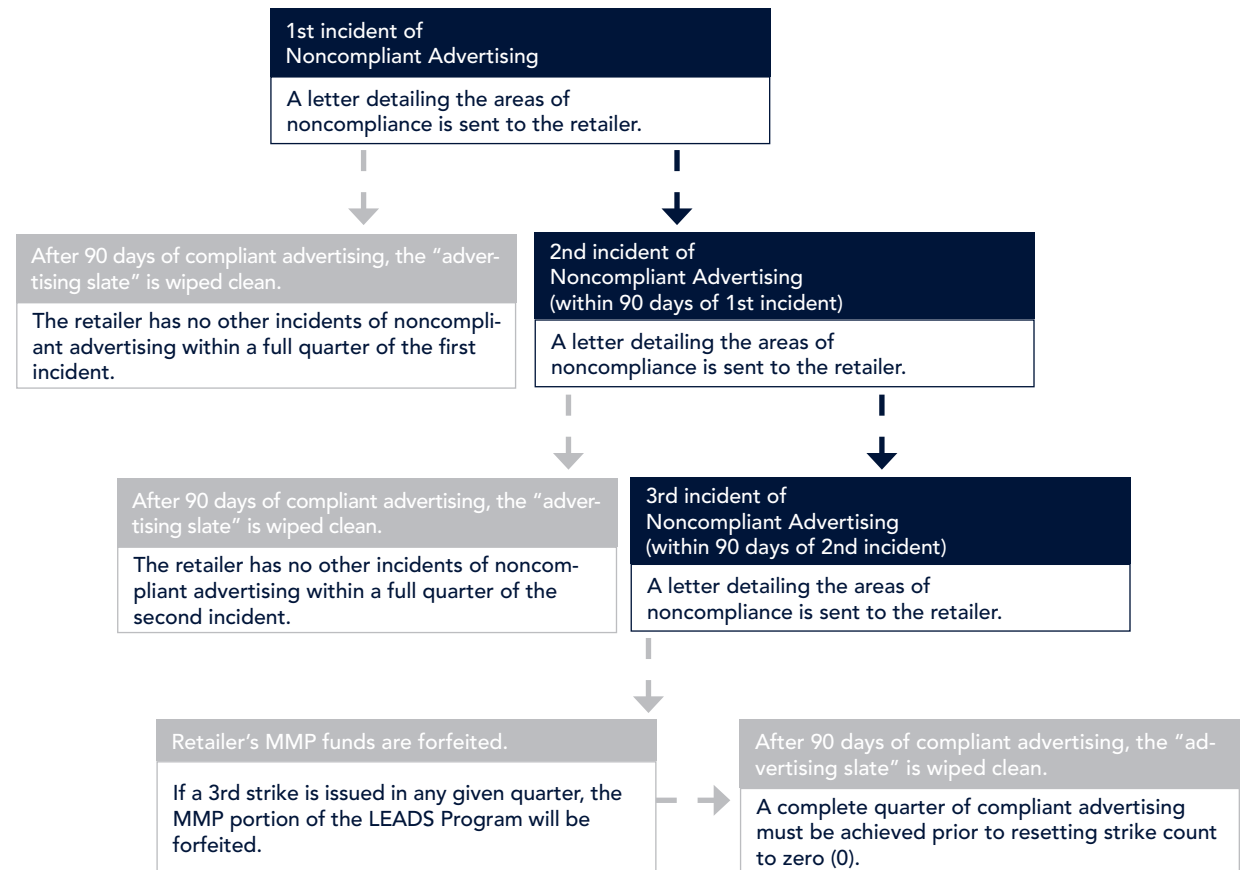 1st incident of
Noncompliant Advertising
A letter detailing the areas of
noncompliance is sent to the retailer.
After 90 days of compliant advertising, the “adver-
tising slate” is wiped clean.
The retailer has no other incidents of noncompli-
ant advertising within a full quarter of the first
incident.
2nd incident of
Noncompliant Advertising
(within 90 days of 1st incident)
A letter detailing the areas of
noncompliance is sent to the retailer.
After 90 days of compliant advertising, the “adver-
tising slate” is wiped clean.
The retailer has no other incidents of noncom-
pliant advertising within a full quarter of the
second incident.
3rd incident of
Noncompliant Advertising
(within 90 days of 2nd incident)
A letter detailing the areas of
noncompliance is sent to the retailer.
Retailer’s MMP funds are forfeited.
If a 3rd strike is issued in any given quarter, the
MMP portion of the LEADS Program will be
forfeited.
After 90 days of compliant advertising, the “ad-
vertising slate” is wiped clean.
A complete quarter of compliant advertising
must be achieved prior to resetting strike count
to zero (0).